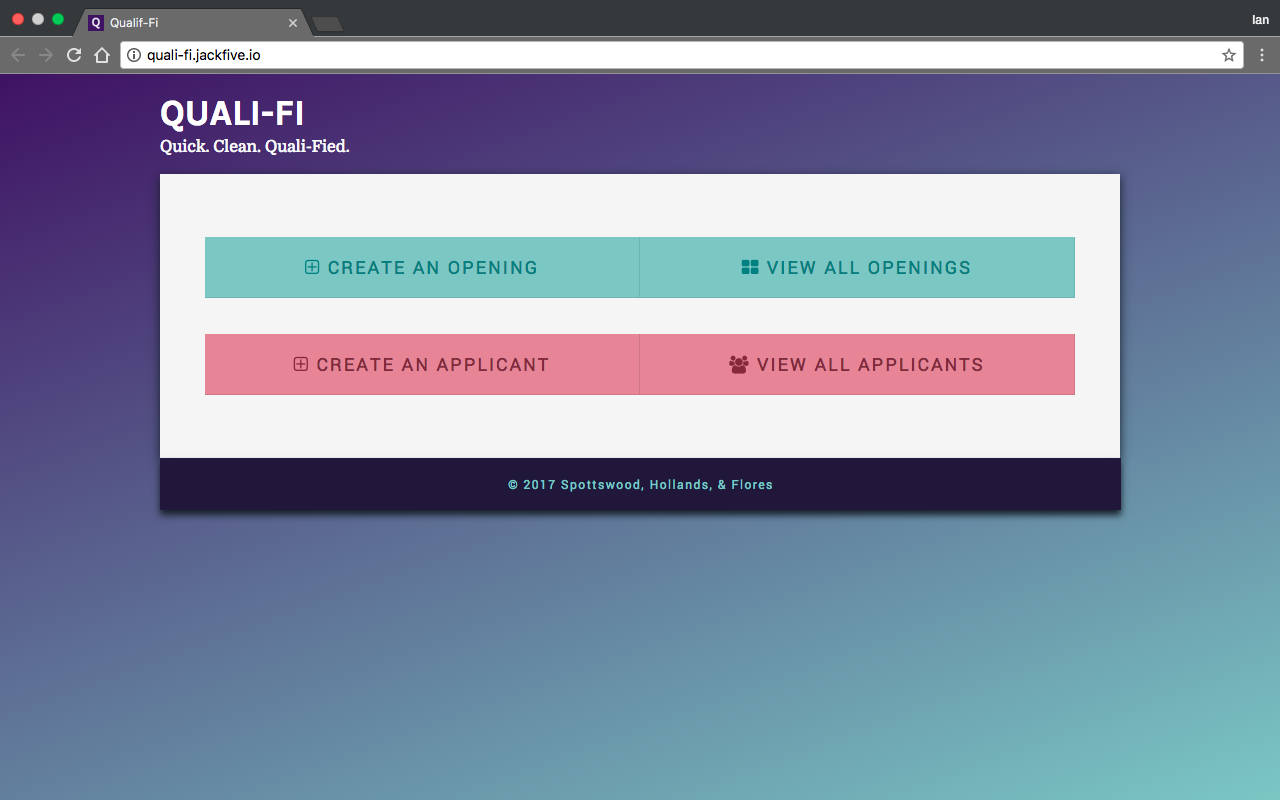 Q Qualif-Fi
Ian
quali-fi.jackfive.io
QUALI-FI
Quick. Clean. Quali-Fied.
CREATE AN OPENING
VIEW ALL OPENINGS
CREATE AN APPLICANT
VIEW ALL APPLICANTS
© 2017 Spottswood, Hollands, & Flores